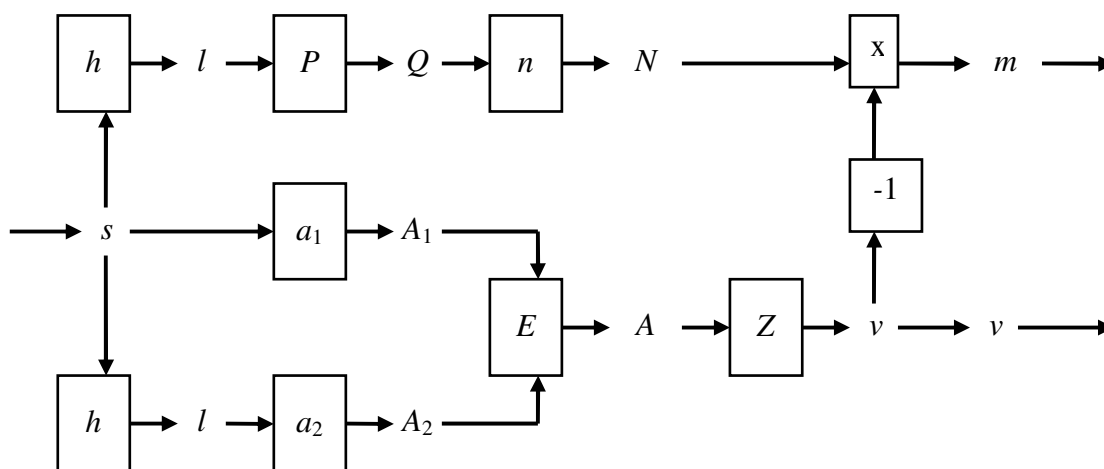 h l P Q n N x m
-1
s a₁ A₁
E A Z v v
h l a₂ A₂